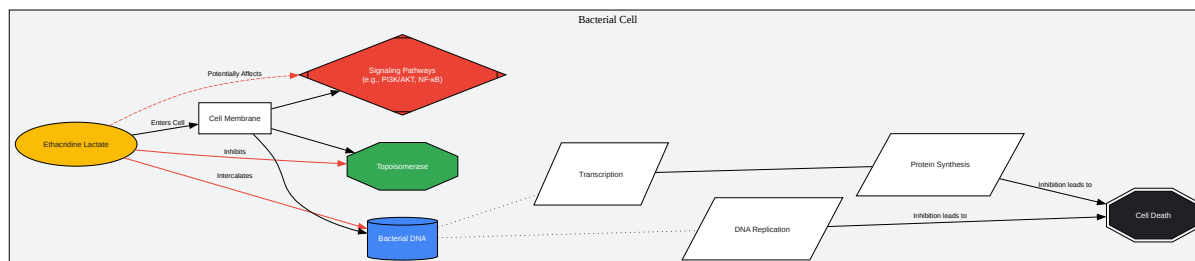 Bacterial Cell
Potentially Affects
Signaling Pathways
(e.g., PI3K/AKT, NF-κB)
Enters Cell
Cell Membrane
Ethacridine Lactate
Inhibits
Topoisomerase
Intercalates
Bacterial DNA
Transcription
DNA Replication
Protein Synthesis
Inhibition leads to
Inhibition leads to
Cell Death